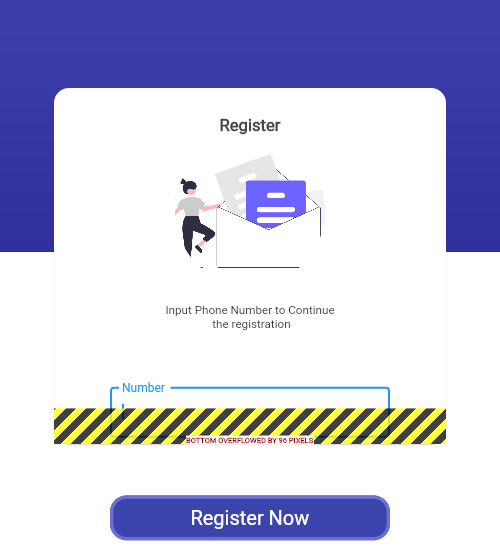 Register
Input Phone Number to Continue
the registration
Number
BOTTOM OVERFLOWED BY 96 PIXELS
Register Now